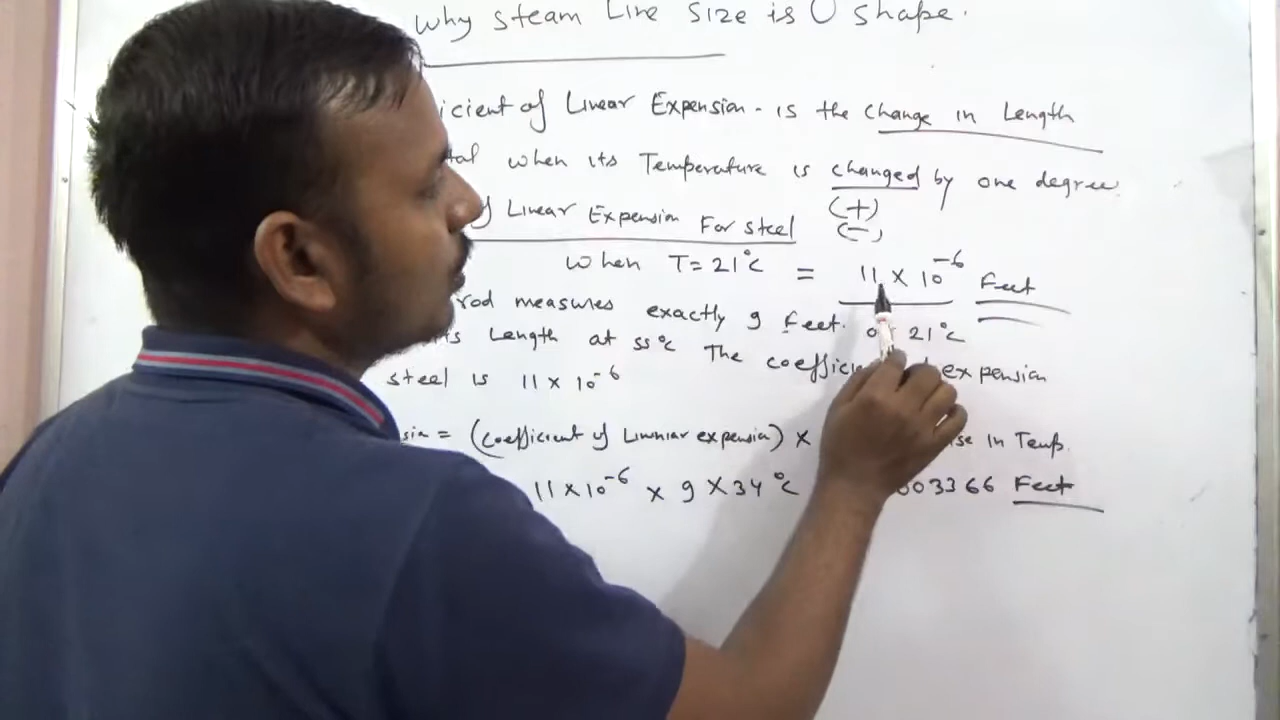 Why steam Line size is U shape.
icient of Linear Expension - is the change in Length
tal when its Temperature is changed by one degree
(+)
(-)
Linear Expension For steel
When T = 21°C = 11 × 10⁻⁶ Feet
rod measures exactly 9 feet. 21°C
Length at 55°C The coefficie expension
steel is 11 × 10⁻⁶
= (coefficient of Linniar expension) × se in Temp.
11 × 10⁻⁶ × 9 × 34°C 003366 Feet